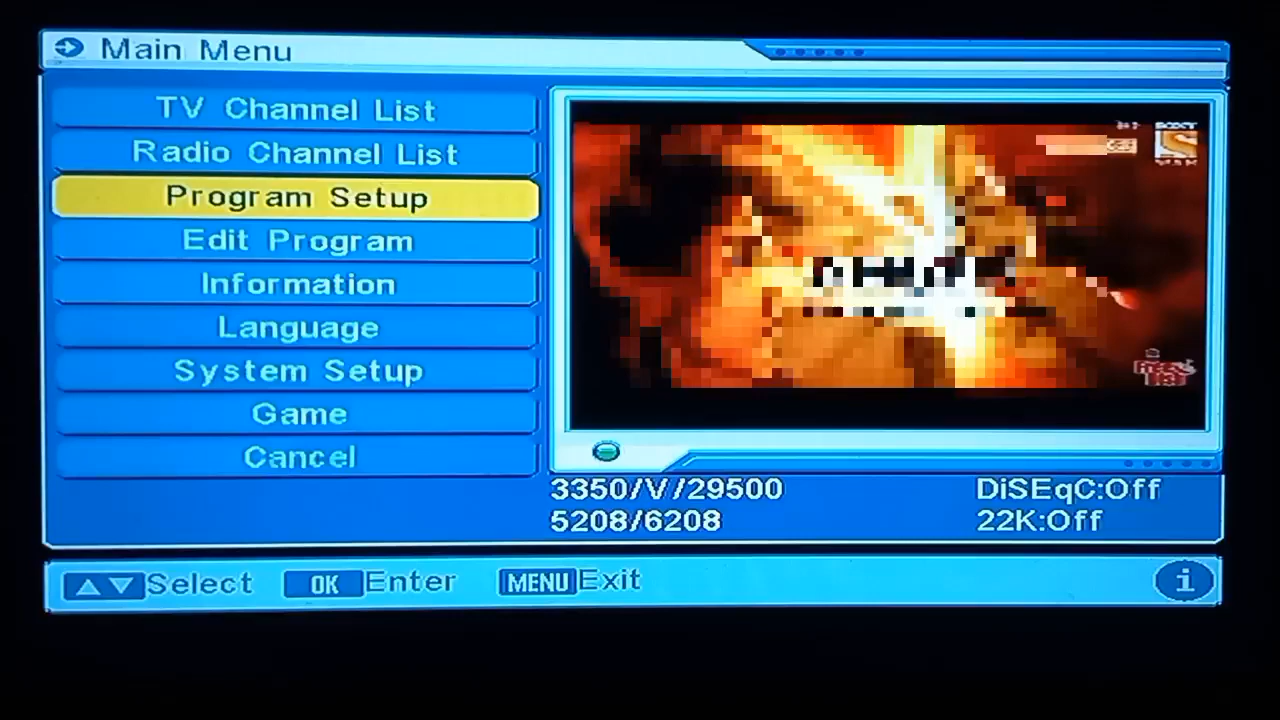 Main Menu
TV Channel List
Radio Channel List
Program Setup
Edit Program
Information
Language
System Setup
Game
Cancel
3350/V/29500
DiSEqC:Off
5208/6208
22K:Off
Select
OK Enter
MENU Exit
i